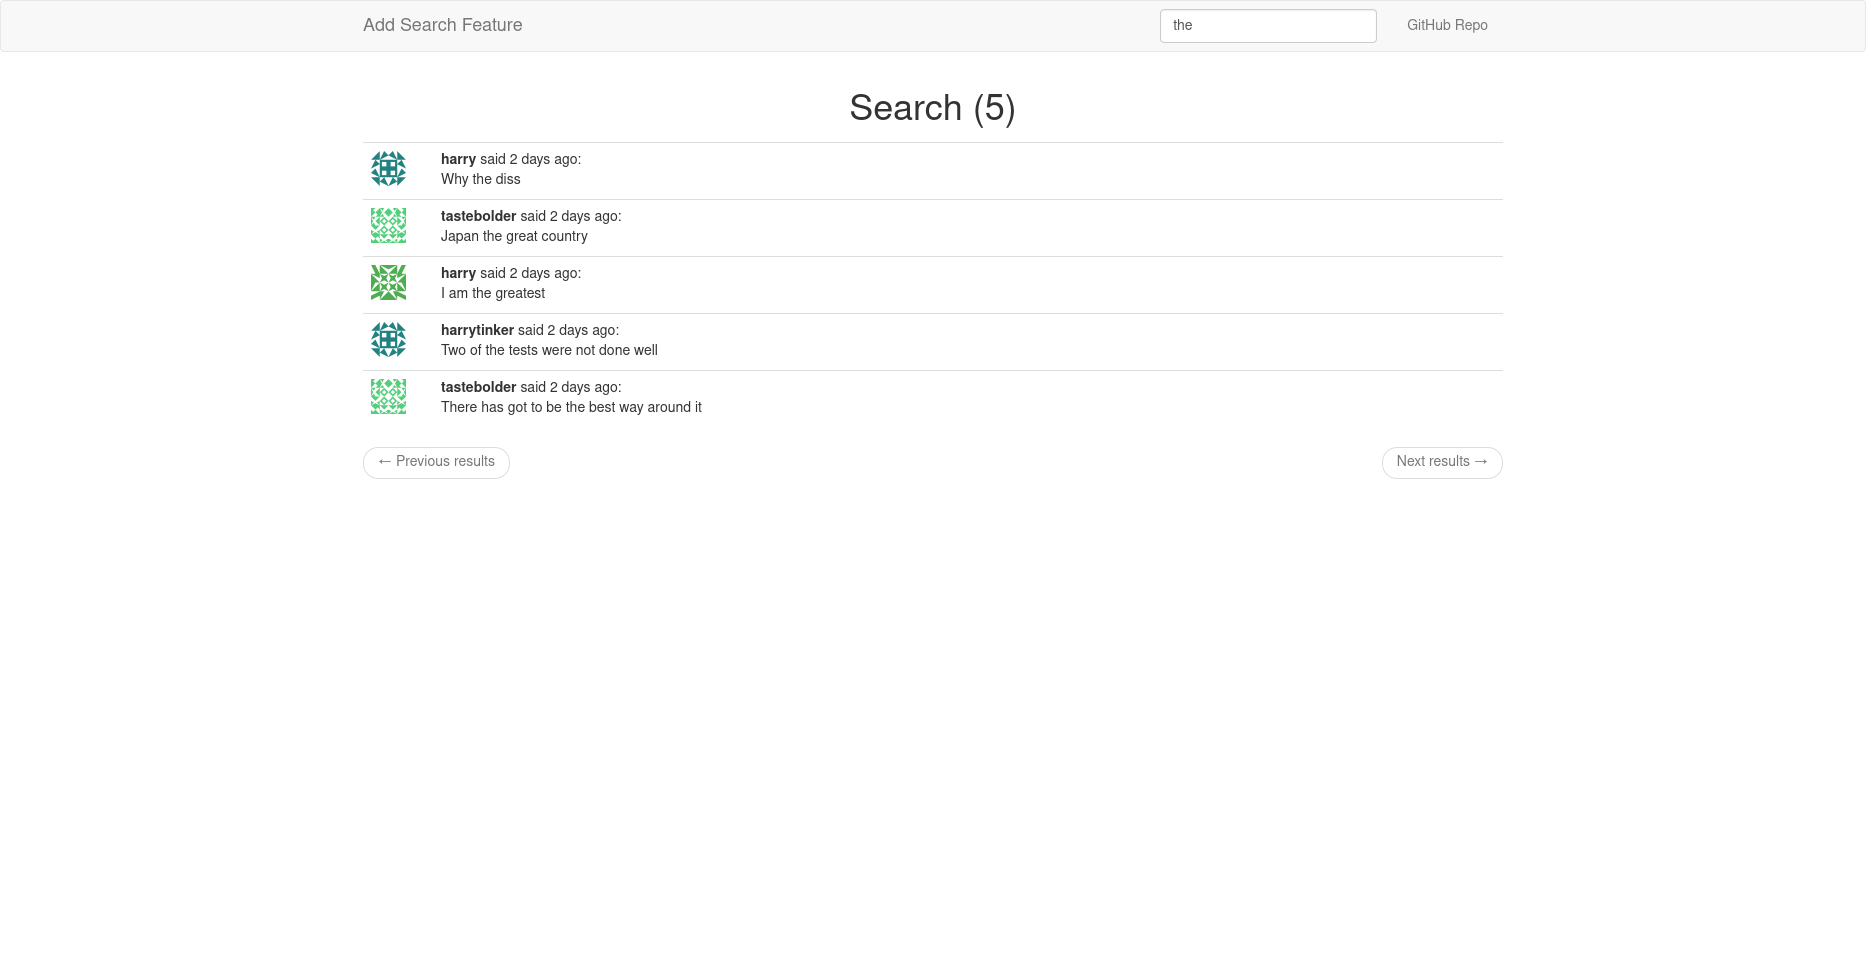 Add Search Feature
the
GitHub Repo
Search (5)
harry said 2 days ago:
Why the diss
tastebolder said 2 days ago:
Japan the great country
harry said 2 days ago:
I am the greatest
harrytinker said 2 days ago:
Two of the tests were not done well
tastebolder said 2 days ago:
There has got to be the best way around it
← Previous results
Next results →